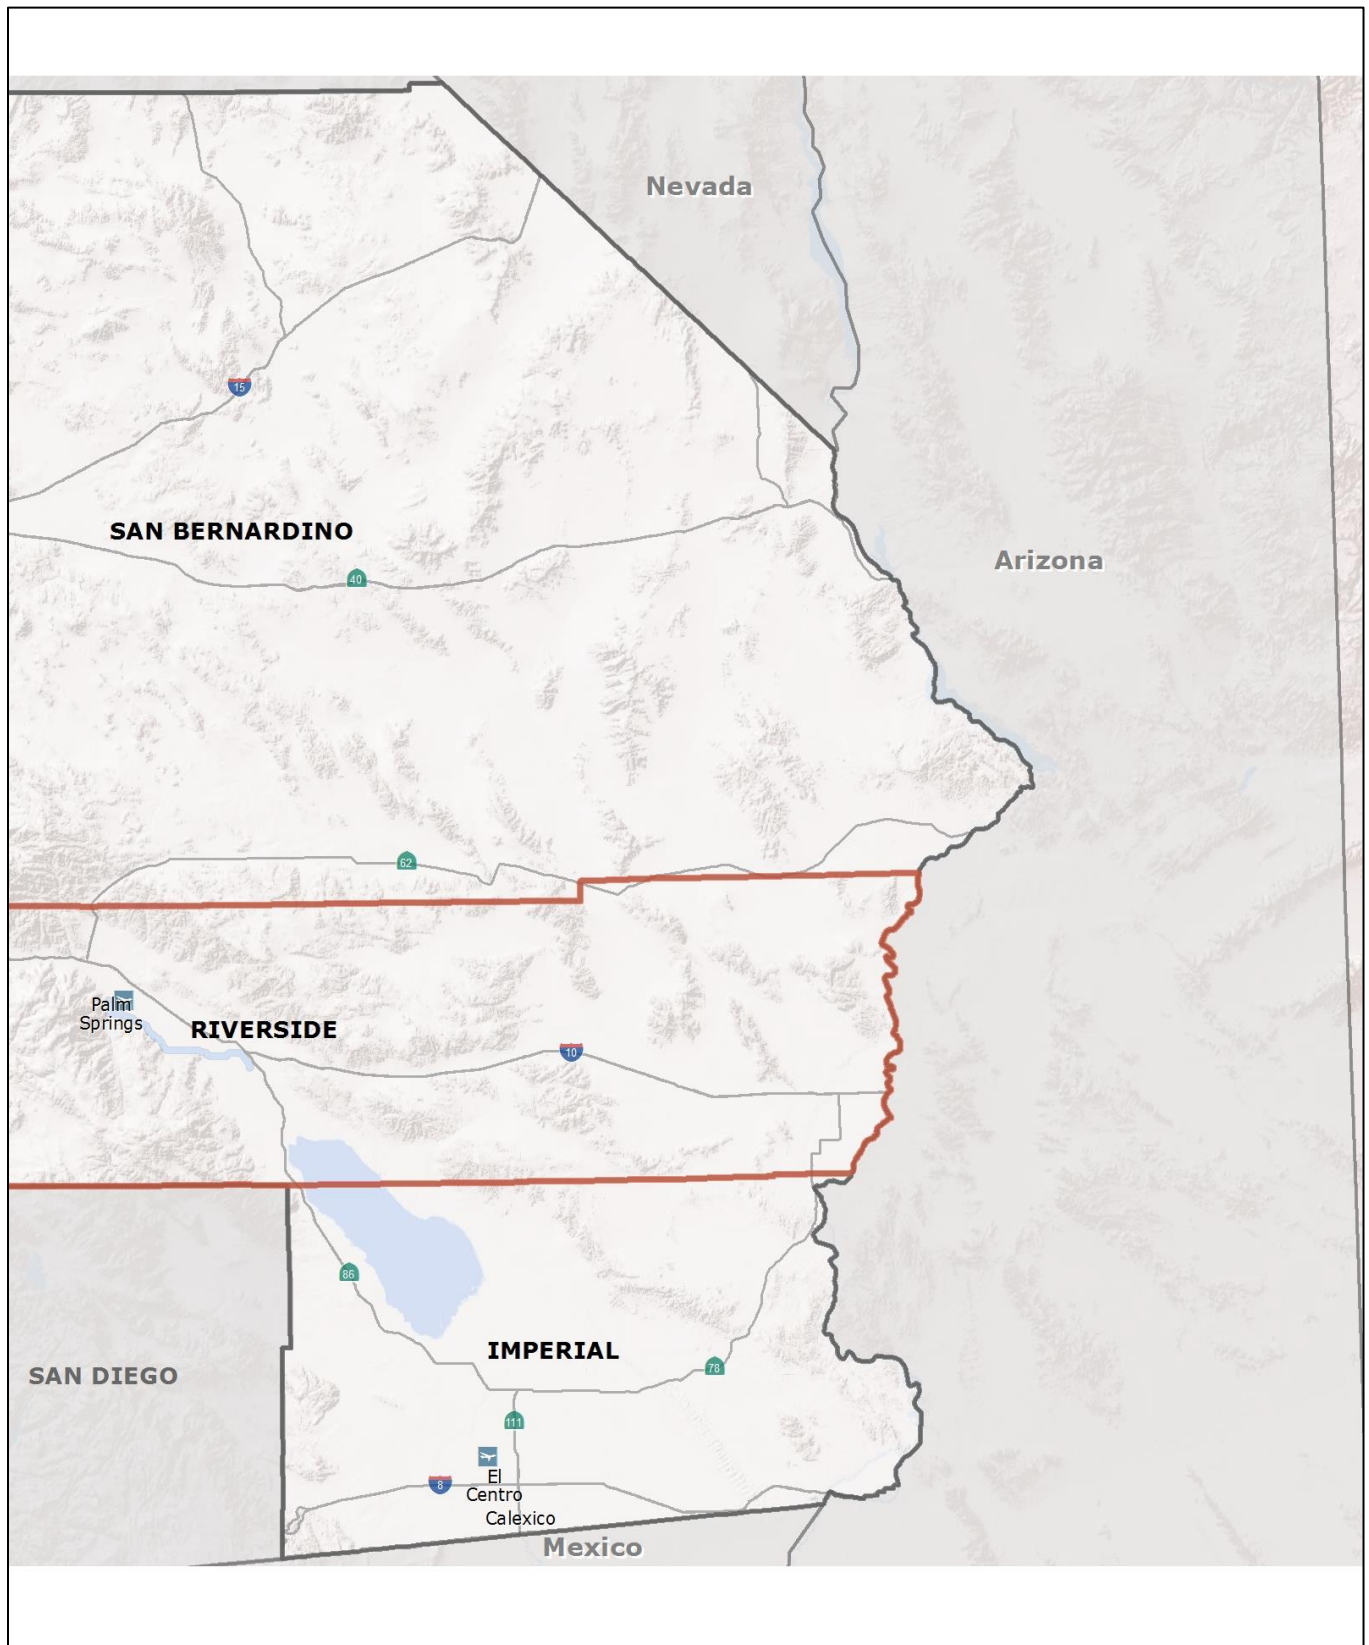 Nevada
15
SAN BERNARDINO
Arizona
40
62
Palm
Springs
RIVERSIDE
10
86
IMPERIAL
78
SAN DIEGO
111
El
8
Centro
Calexico
Mexico